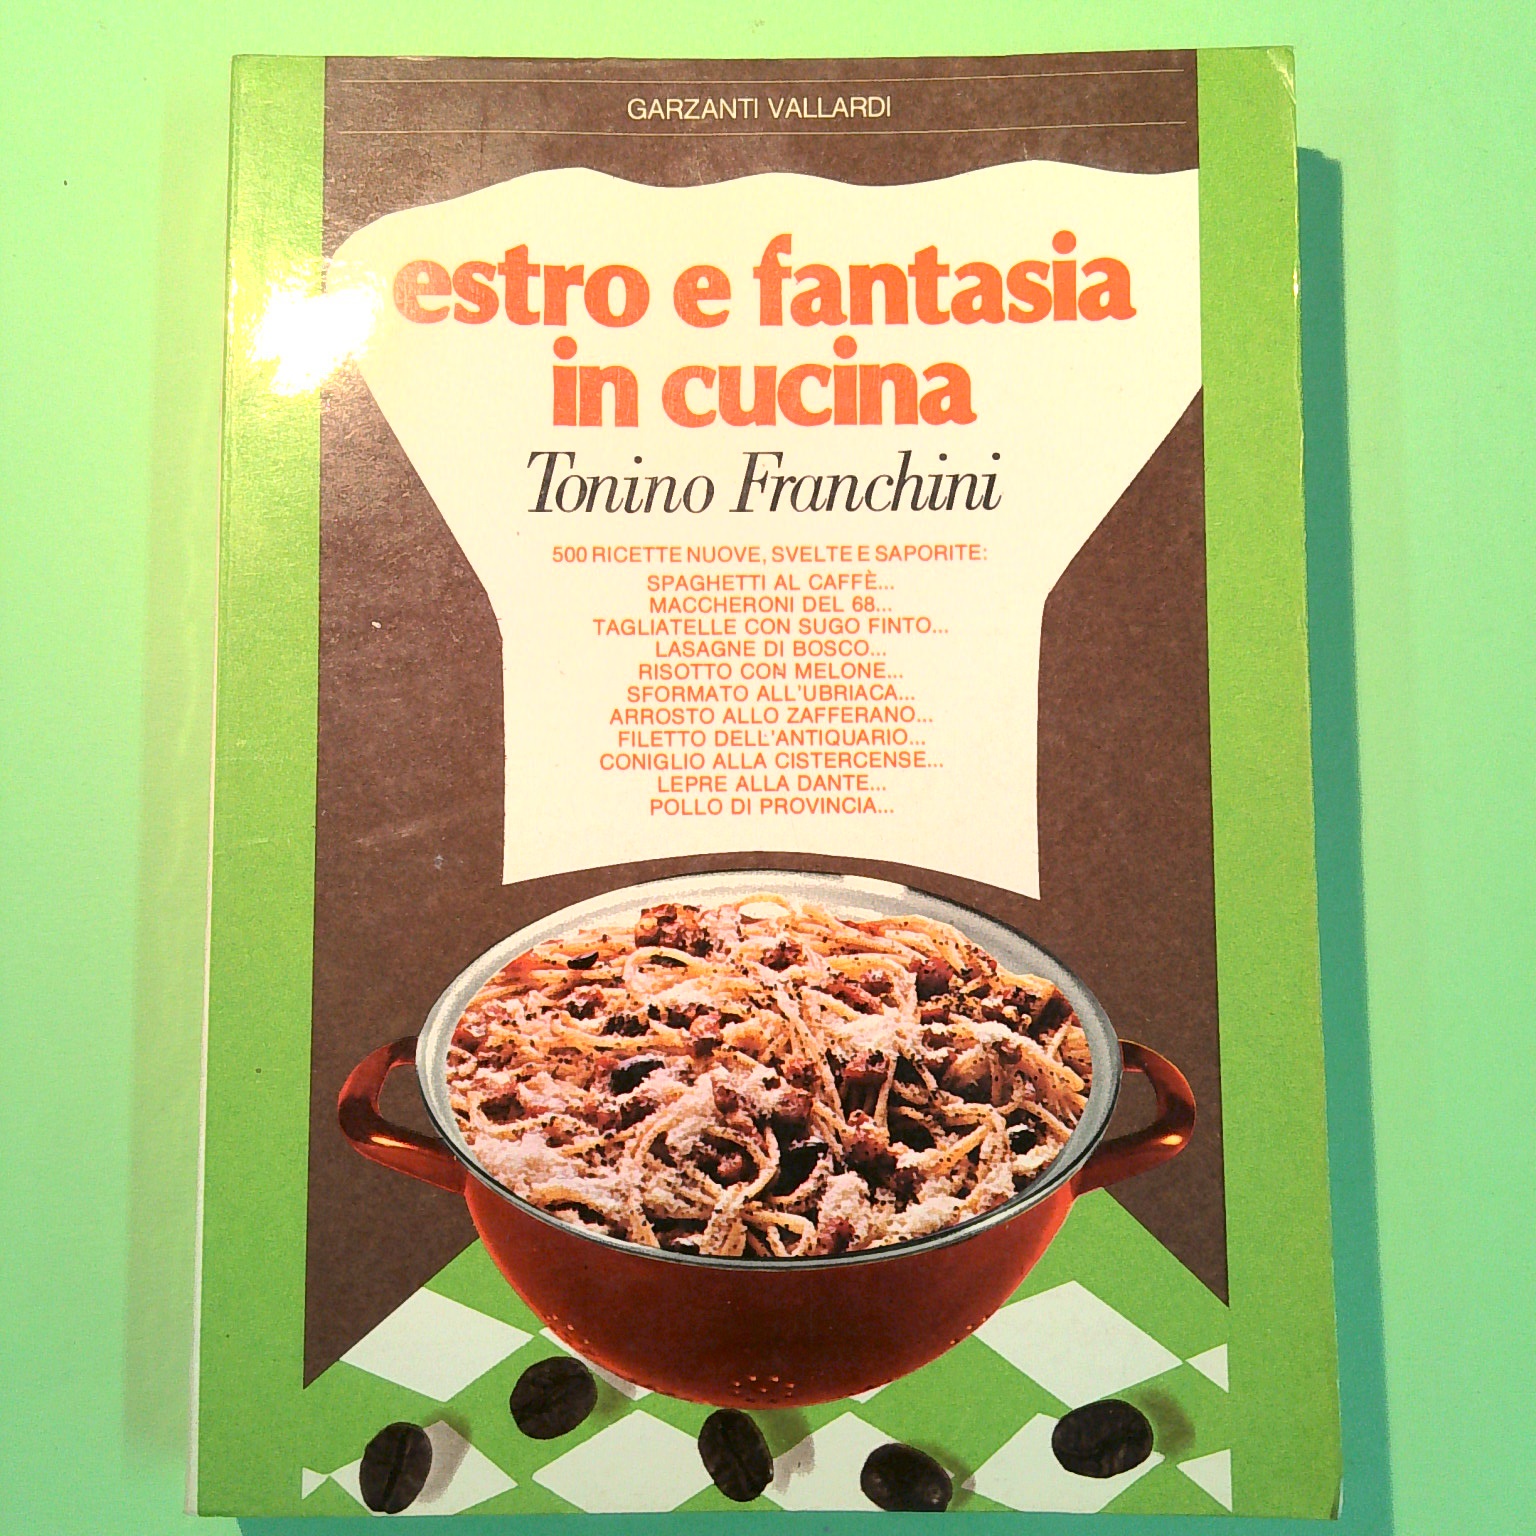 GARZANTI VALLARDI
estro e fantasia
in cucina
Tonino Franchini
500 RICETTE NUOVE, SVELTE E SAPORITE:
SPAGHETTI AL CAFFÈ...
MACCHERONI DEL 68...
TAGLIATELLE CON SUGO FINTO...
LASAGNE DI BOSCO...
RISOTTO CON MELONE...
SFORMATO ALL'UBRIACA...
ARROSTO ALLO ZAFFERANO...
FILETTO DELL'ANTIQUARIO...
CONIGLIO ALLA CISTERCENSE...
LEPRE ALLA DANTE...
POLLO DI PROVINCIA...